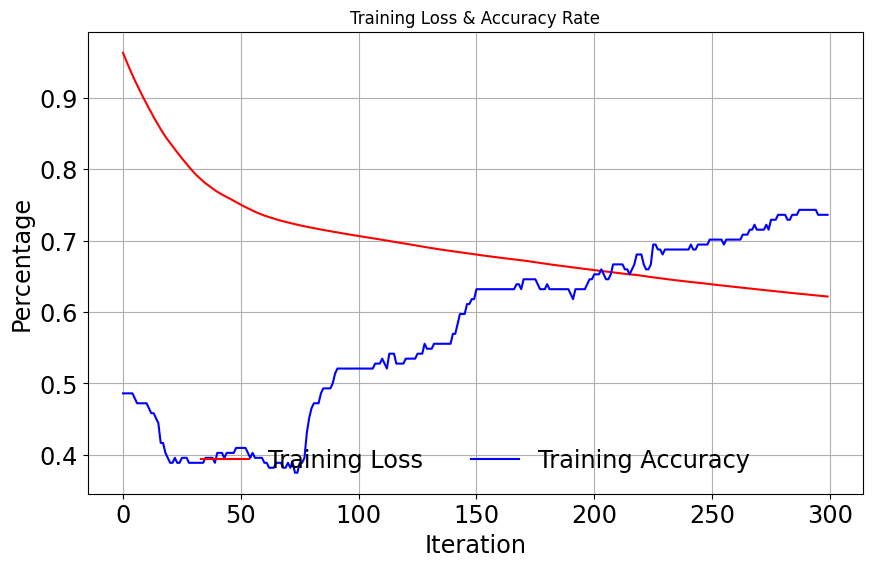 Training Loss & Accuracy Rate
Percentage
0.9
0.8
0.7
0.6
0.5
0.4
Training Loss
Training Accuracy
0 50 100 150 200 250 300
Iteration